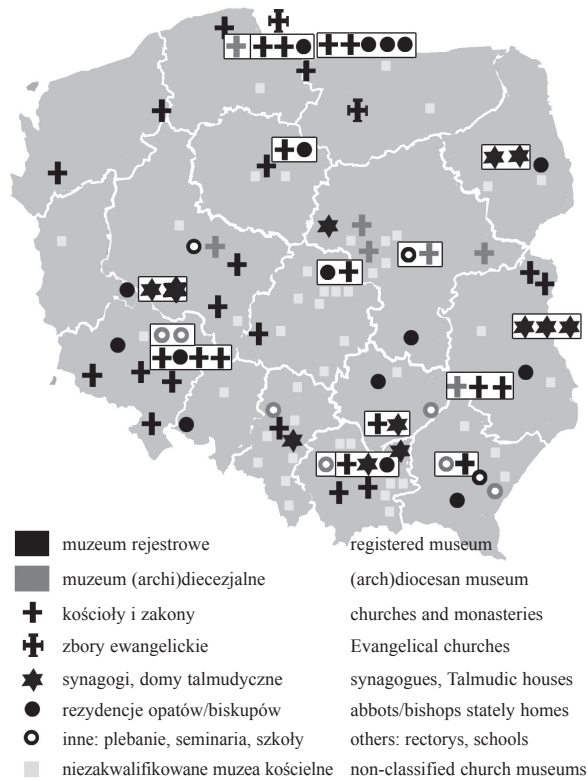 muzeum rejestrowe registered museum
muzeum (archi)diecezjalne (arch)diocesan museum
kościoły i zakony churches and monasteries
zbory ewangelickie Evangelical churches
synagogi, domy talmudyczne synagogues, Talmudic houses
rezydencje opatów/biskupów abbots/bishops stately homes
inne: plebanie, seminaria, szkoły others: rectorys, schools
niezakwalifikowane muzea kościelne non-classified church museums